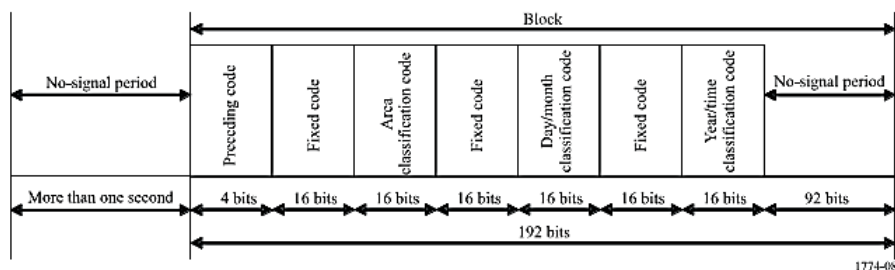 Block
No-signal period
Preceding code
Fixed code
Area
classification code
Fixed code
Day/month
classification code
Fixed code
Year/time
classification code
No-signal period
More than one second
4 bits
16 bits
16 bits
16 bits
16 bits
16 bits
16 bits
92 bits
192 bits